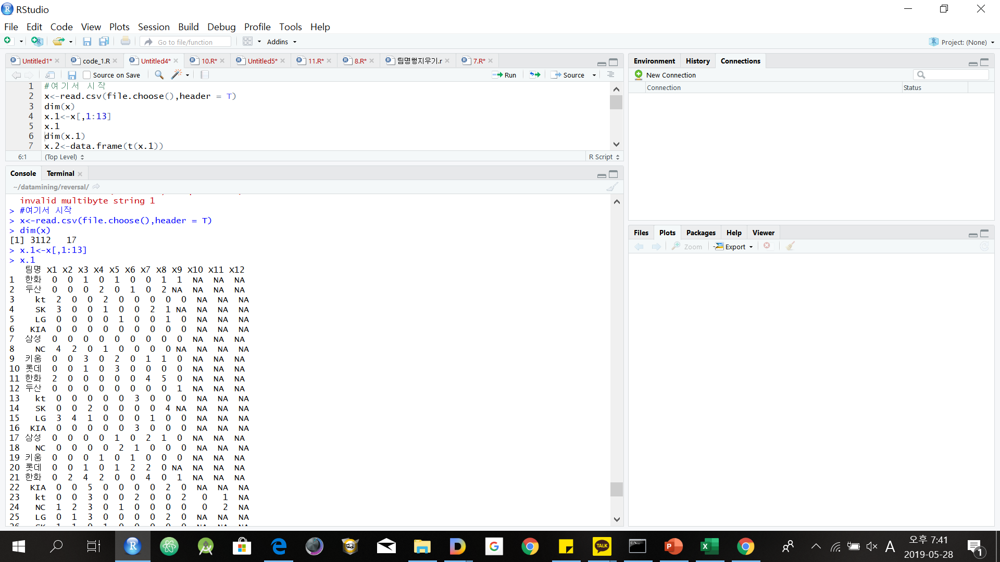 RStudio
File Edit Code View Plots Session Build Debug Profile Tools Help
Go to file/function Addins Project: (None)
Untitled1* code_1.R Untitled4* 10.R* Untitled5* 11.R* 8.R* 팀명행지우기.r 7.R*
Source on Save Run Source
1 #여기서 시작
2 x<-read.csv(file.choose(),header = T)
3 dim(x)
4 x.1<-x[,1:13]
5 x.1
6 dim(x.1)
7 x.2<-data.frame(t(x.1))
6:1 (Top Level) R Script
Console Terminal
~/datamining/reversal/
invalid multibyte string 1
> #여기서 시작
> x<-read.csv(file.choose(),header = T)
> dim(x)
[1] 3112 17
> x.1<-x[,1:13]
> x.1
팀명 X1 X2 X3 X4 X5 X6 X7 X8 X9 X10 X11 X12
1 한화 0 0 1 0 1 0 0 1 1 NA NA NA
2 두산 0 0 0 2 0 1 0 2 NA NA NA NA
3 kt 2 0 0 2 0 0 0 0 0 NA NA NA
4 SK 3 0 0 1 0 0 2 1 NA NA NA NA
5 LG 0 0 0 0 1 0 0 1 0 NA NA NA
6 KIA 0 0 0 0 0 0 0 0 0 NA NA NA
7 삼성 0 0 0 0 0 0 0 0 0 NA NA NA
8 NC 4 2 0 1 0 0 0 0 NA NA NA NA
9 키움 0 0 3 0 2 0 1 1 0 NA NA NA
10 롯데 0 0 1 0 3 0 0 0 0 NA NA NA
11 한화 2 0 0 0 0 0 4 5 0 NA NA NA
12 두산 0 0 0 0 0 0 0 0 1 NA NA NA
13 kt 0 0 0 0 0 3 0 0 0 NA NA NA
14 SK 0 0 2 0 0 0 0 4 NA NA NA NA
15 LG 3 4 1 0 0 0 1 0 0 NA NA NA
16 KIA 0 0 0 0 0 3 0 0 0 NA NA NA
17 삼성 0 0 0 0 1 0 2 1 0 NA NA NA
18 NC 0 0 0 0 2 1 0 0 0 NA NA NA
19 키움 0 0 0 1 0 1 0 0 0 NA NA NA
20 롯데 0 0 1 0 1 2 2 0 NA NA NA NA
21 한화 0 2 4 2 0 0 4 0 1 NA NA NA
22 KIA 0 0 5 0 0 0 0 2 0 NA NA NA
23 kt 0 0 3 0 0 2 0 0 2 0 1 NA
24 NC 1 2 3 0 1 0 0 0 0 0 2 NA
25 LG 0 1 3 0 0 0 0 2 0 NA NA NA
Environment History Connections
New Connection
Connection Status
Files Plots Packages Help Viewer
Zoom Export
TALK
A
오후 7:41
2019-05-28
1